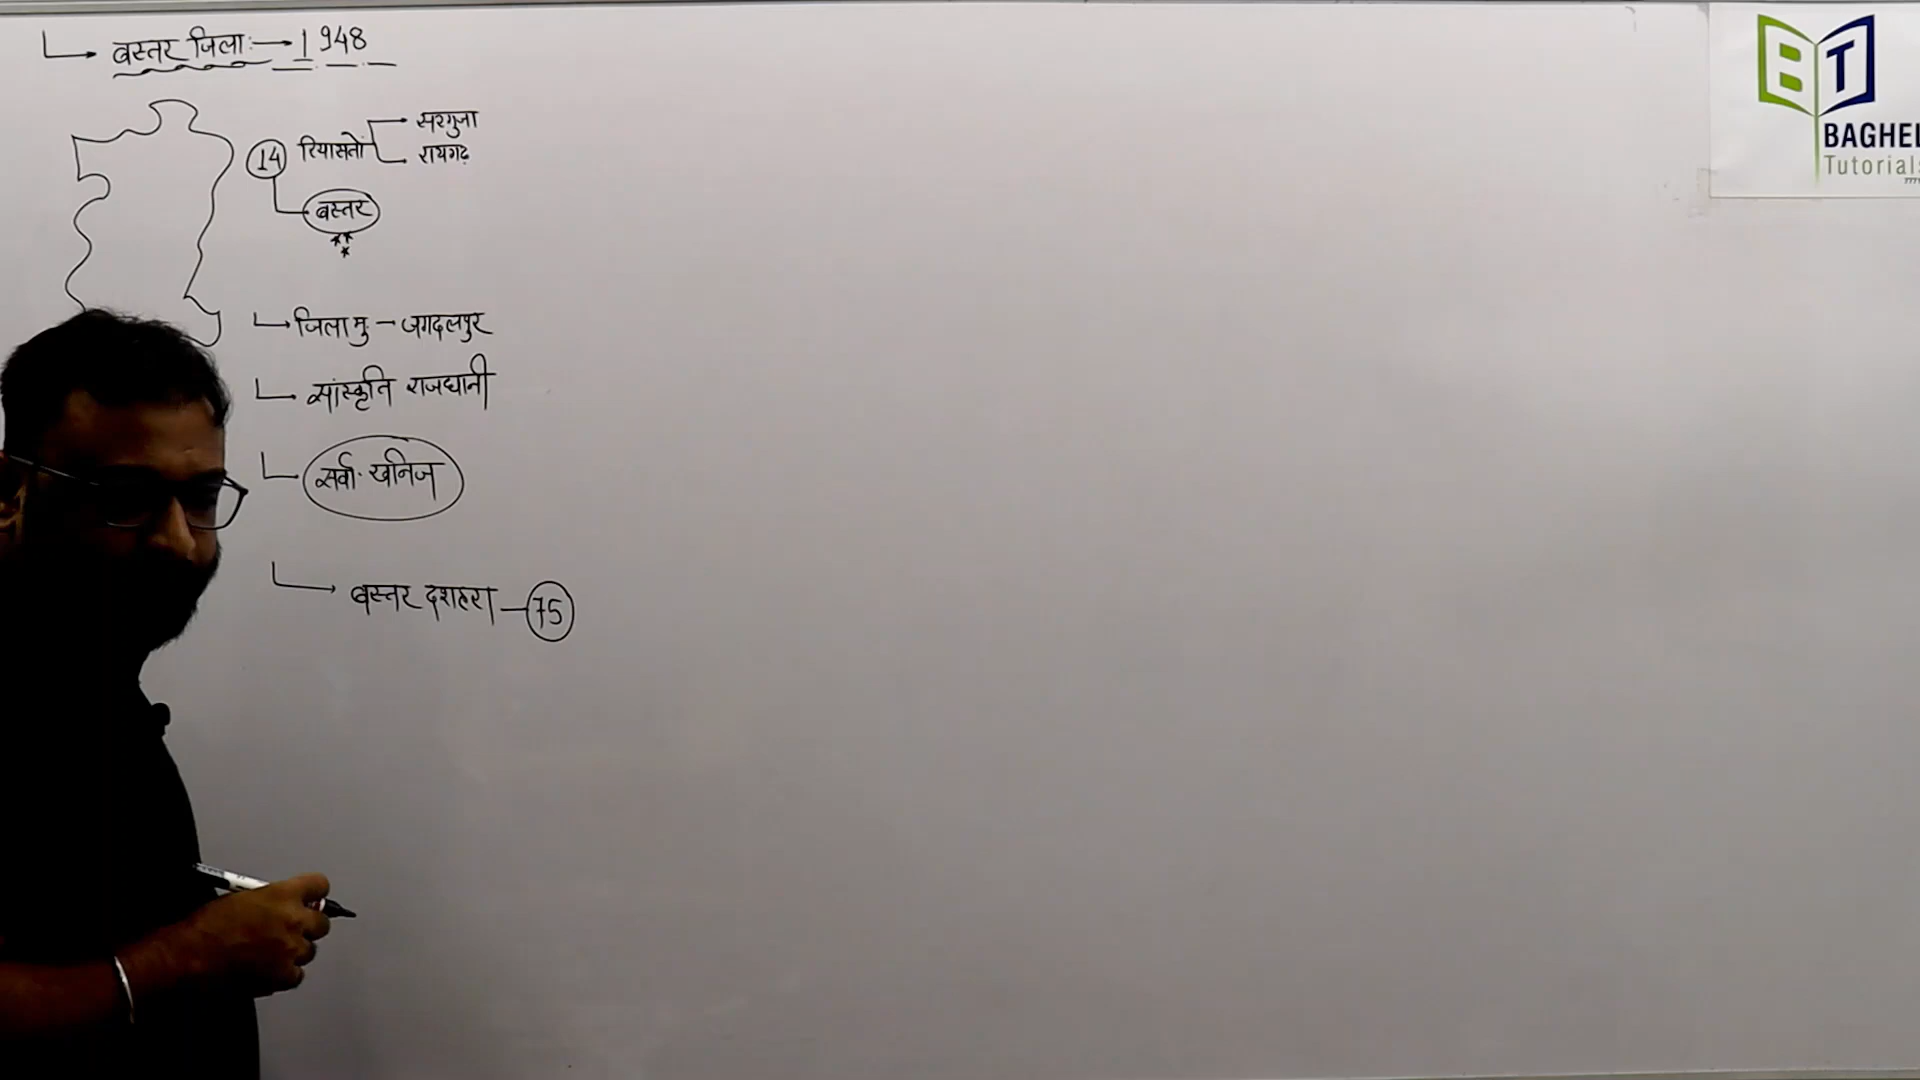 बस्तर जिला :→ 1948
14 रियासतों सरगुजा
रायगढ़
बस्तर
जिला मु - जगदलपुर
सांस्कृति राजधानी
सर्वा. खनिज
बस्तर दशहरा - 75
BT
BAGHEL
Tutorials